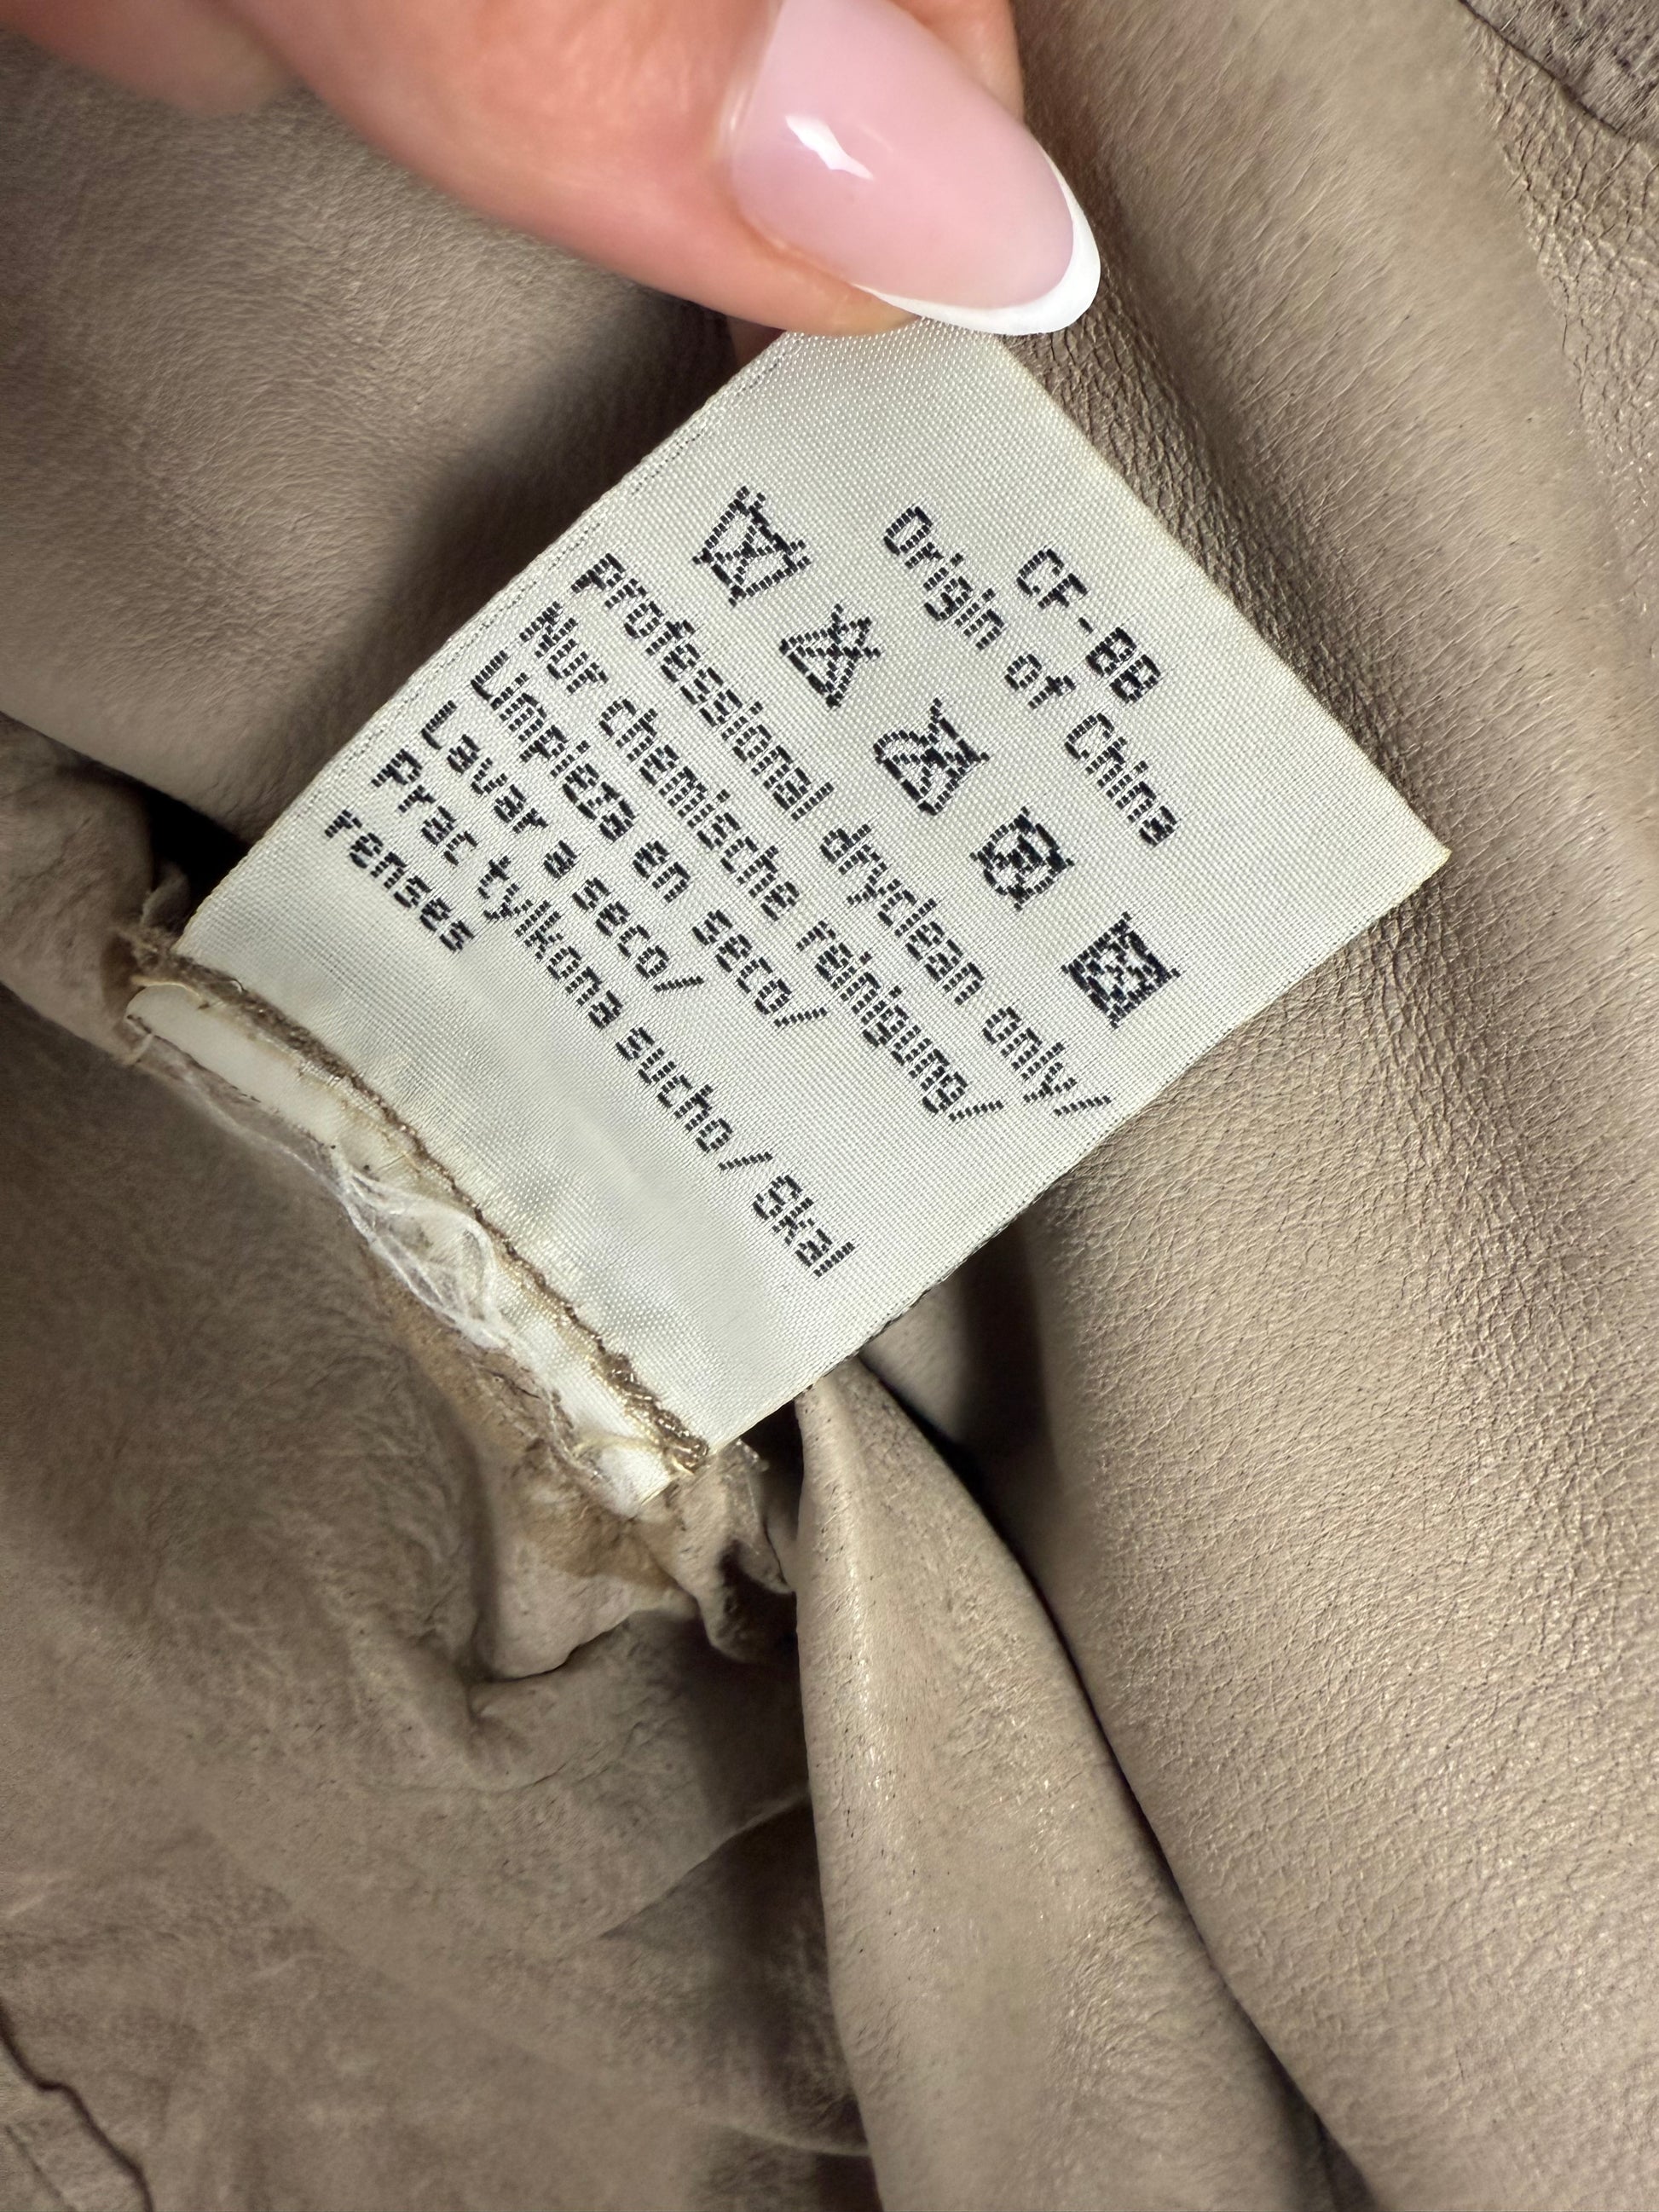 CF-BB
Origin of China
Professional dryclean only/
Nur chemische reinigung/
Limpieza en seco/
Lavar a seco/
Prac tylkona sucho/Skal
renses